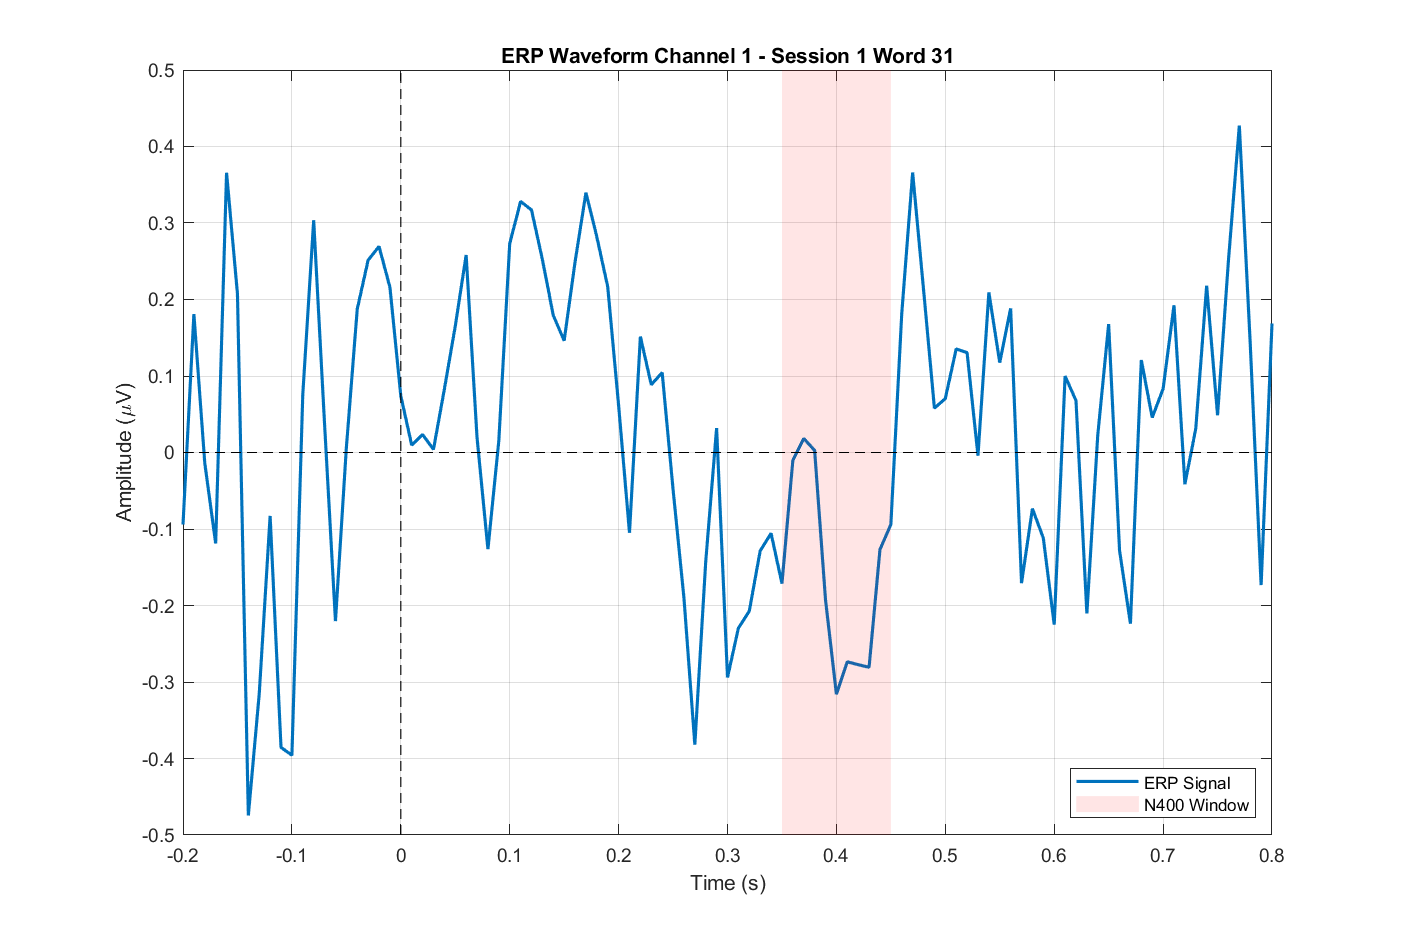 ERP Waveform Channel 1 - Session 1 Word 31
0.5
0.4
0.3
0.2
0.1
0
-0.1
-0.2
-0.3
-0.4
-0.5
Amplitude (μV)
ERP Signal
N400 Window
-0.2 -0.1 0 0.1 0.2 0.3 0.4 0.5 0.6 0.7 0.8
Time (s)